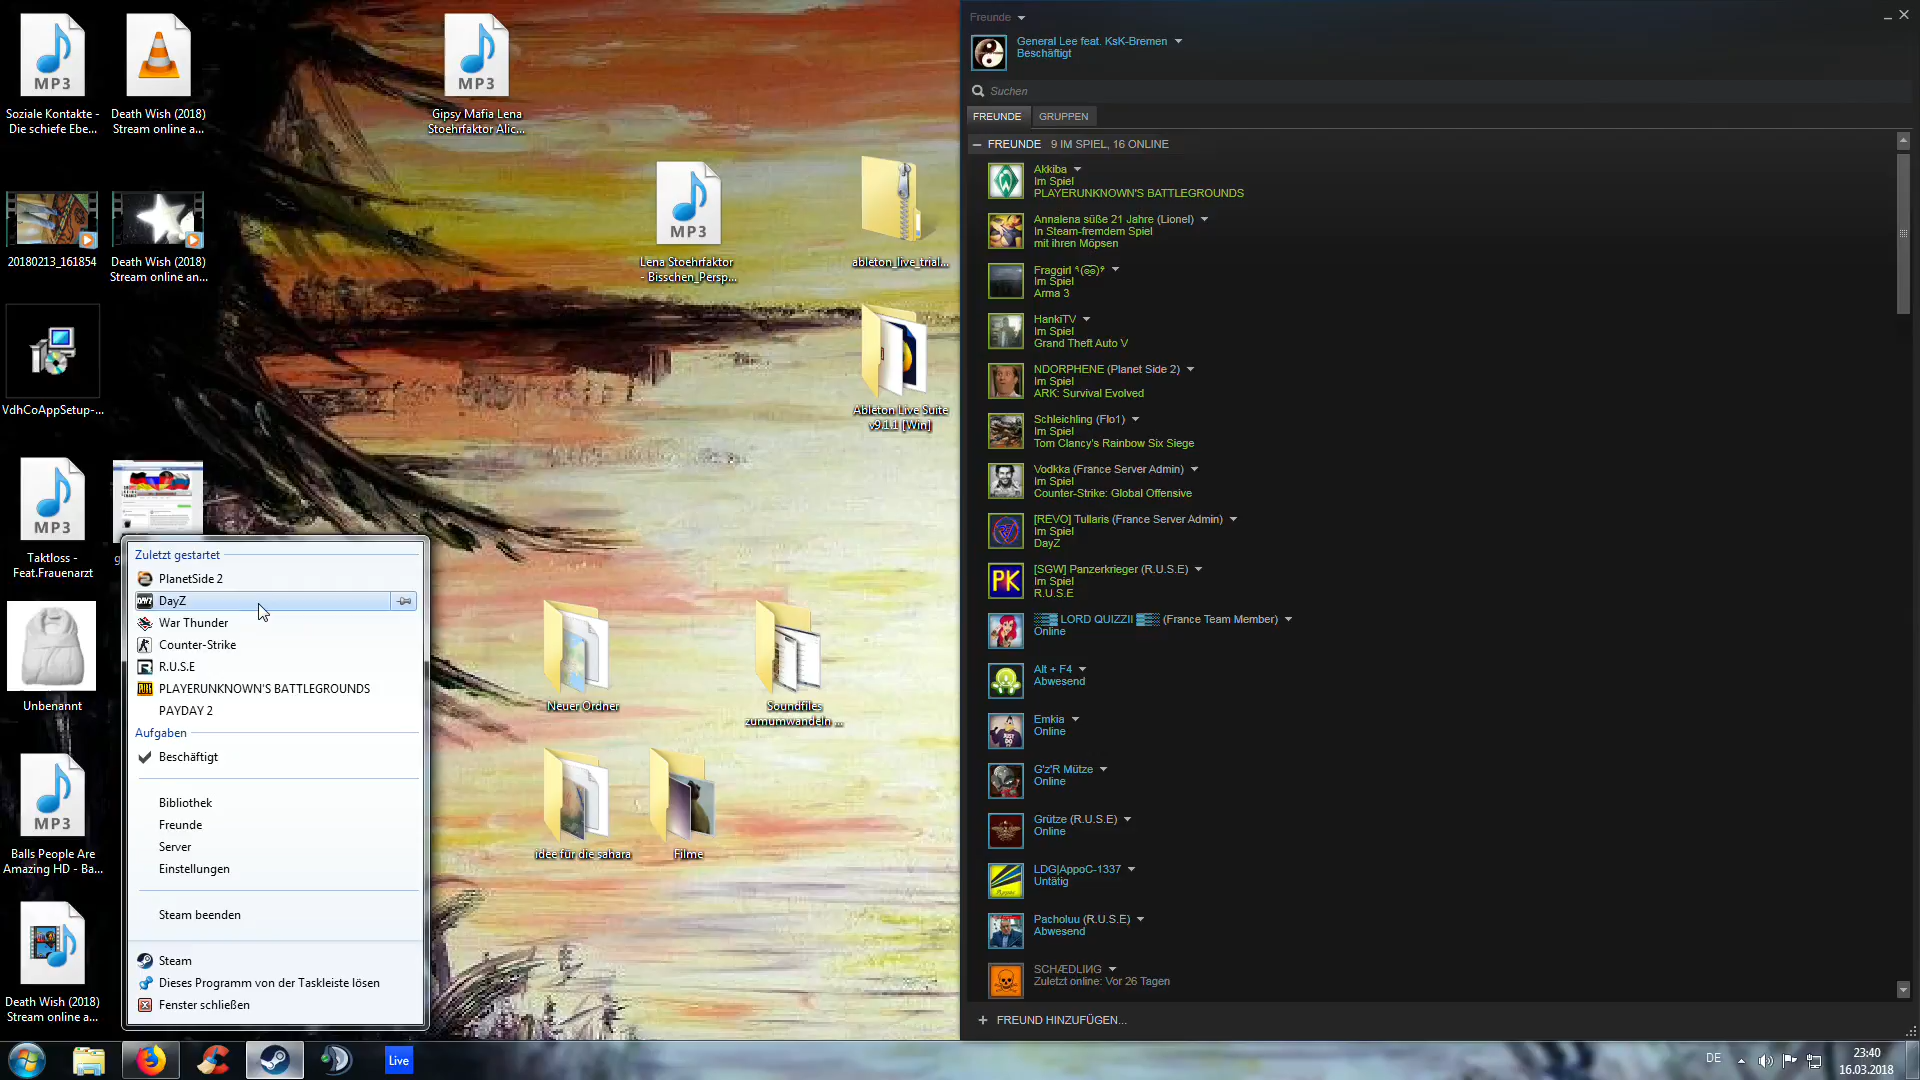 MP3
Soziale Kontakte -
Die schiefe Ebe...
Death Wish (2018)
Stream online a...
MP3
Gipsy Mafia Lena
Stoehrfaktor Alic...
20180213_161854
Death Wish (2018)
Stream online an...
MP3
Lena Stoehrfaktor
- Bisschen_Persp...
ableton_live_trial...
VdhCoAppSetup-...
Ableton Live Suite
v9.1.1 [Win]
MP3
Taktloss -
Feat.Frauenarzt
Unbenannt
MP3
Balls People Are
Amazing HD - Ba...
Death Wish (2018)
Stream online a...
Neuer Ordner
Soundfiles
zumumwandeln ...
idee für die sahara
Filme
Zuletzt gestartet
PlanetSide 2
DayZ
War Thunder
Counter-Strike
R.U.S.E
PLAYERUNKNOWN'S BATTLEGROUNDS
PAYDAY 2
Aufgaben
Beschäftigt
Bibliothek
Freunde
Server
Einstellungen
Steam beenden
Steam
Dieses Programm von der Taskleiste lösen
Fenster schließen
Freunde
General Lee feat. KsK-Bremen
Beschäftigt
Suchen
FREUNDE GRUPPEN
FREUNDE 9 IM SPIEL, 16 ONLINE
Akkiba
Im Spiel
PLAYERUNKNOWN'S BATTLEGROUNDS
Annalena süße 21 Jahre (Lionel)
In Steam-fremdem Spiel
mit ihren Möpsen
Fraggirl
Im Spiel
Arma 3
HankiTV
Im Spiel
Grand Theft Auto V
NDORPHENE (Planet Side 2)
Im Spiel
ARK: Survival Evolved
Schleichling (Flo1)
Im Spiel
Tom Clancy's Rainbow Six Siege
Vodkka (France Server Admin)
Im Spiel
Counter-Strike: Global Offensive
[REVO] Tullaris (France Server Admin)
Im Spiel
DayZ
PK
[SGW] Panzerkrieger (R.U.S.E)
Im Spiel
R.U.S.E
LORD QUIZZII (France Team Member)
Online
Alt + F4
Abwesend
Emkia
Online
G'z'R Mütze
Online
Grütze (R.U.S.E)
Online
LDG|AppoC-1337
Untätig
Pacholuu (R.U.S.E)
Abwesend
SCHÆDLING
Zuletzt online: Vor 26 Tagen
+ FREUND HINZUFÜGEN...
Live
DE
23:40
16.03.2018